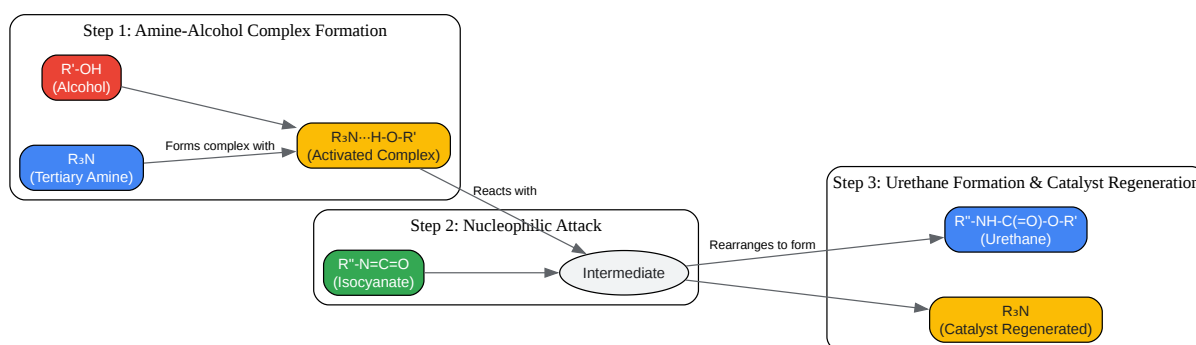 Step 1: Amine-Alcohol Complex Formation
R'-OH
(Alcohol)
R₃N
(Tertiary Amine)
Forms complex with
R₃N···H-O-R'
(Activated Complex)
Reacts with
Step 2: Nucleophilic Attack
R"-N=C=O
(Isocyanate)
Intermediate
Rearranges to form
Step 3: Urethane Formation & Catalyst Regeneration
R"-NH-C(=O)-O-R'
(Urethane)
R₃N
(Catalyst Regenerated)